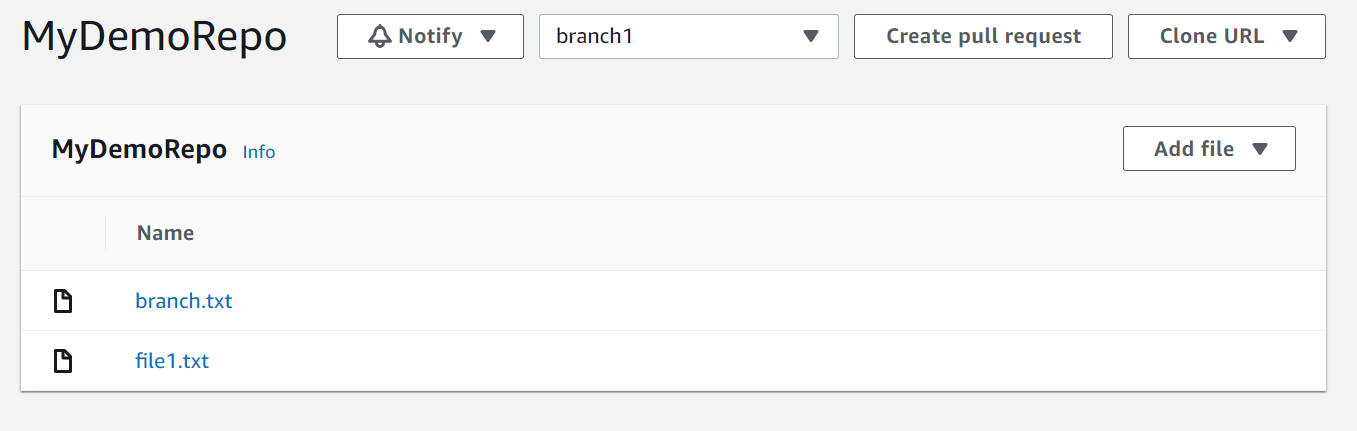 MyDemoRepo Notify branch1 Create pull request Clone URL
MyDemoRepo Info Add file
Name
branch.txt
file1.txt